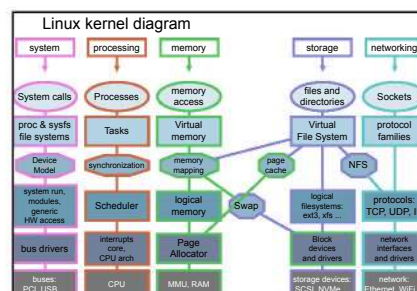 Linux kernel diagram
system
processing
memory
storage
networking
System calls
Processes
memory
access
files and
directories
Sockets
proc & sysfs
file systems
Tasks
Virtual
memory
Virtual
File System
protocol
families
Device
Model
synchronization
memory
mapping
page
cache
NFS
system run,
modules,
generic
HW access
Scheduler
logical
memory
Swap
logical
filesystems:
ext3, xfs ...
protocols:
TCP, UDP, I
bus drivers
interrupts
core,
CPU arch
Page
Allocator
Block
devices
and drivers
network
interfaces
and drivers
buses:
PCI, USB
CPU
MMU, RAM
storage devices:
SCSI, NVMe
network:
Ethernet, WiFi